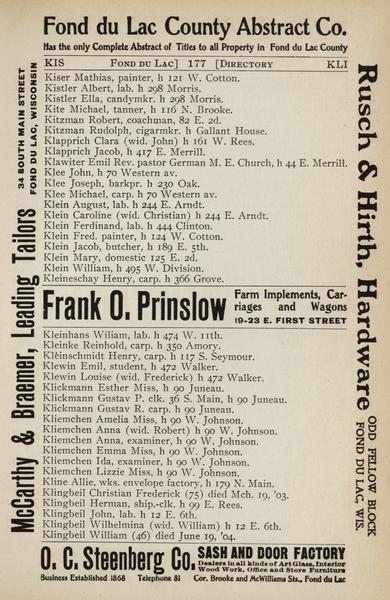 Fond du Lac County Abstract Co.
Has the only Complete Abstract of Titles to all Property in Fond du Lac County
KIS FOND DU LAC] 177 [DIRECTORY KLI
Kiser Mathias, painter, h 121 W. Cotton.
Kistler Albert, lab. h 298 Morris.
Kistler Ella, candymkr. h 298 Morris.
Kite Michael, tanner, h 116 N. Brooke.
Kitzman Robert, coachman, 82 E. 2d.
Kitzman Rudolph, cigarmkr. h Gallant House.
Klapprich Clara (wid. John) h 161 W. Rees.
Klapprich Jacob, h 417 E. Merrill.
Klawiter Emil Rev. pastor German M. E. Church, h 44 E. Merrill.
Klee John, h 70 Western av.
Klee Joseph, barkpr. h 230 Oak.
Klee Michael, carp. h 70 Western av.
Klein August, lab. h 244 E. Arndt.
Klein Caroline (wid. Christian) h 244 E. Arndt.
Klein Ferdinand, lab. h 444 Clinton.
Klein Fred. painter, h 124 W. Cotton.
Klein Jacob, butcher, h 189 E. 5th.
Klein Mary, domestic 125 E. 2d.
Klein William, h 495 W. Division.
Kleineschay Henry, carp. h 366 Grove.
Frank O. Prinslow
Farm Implements, Car-
riages and Wagons
19-23 E. FIRST STREET
Kleinhans Wiliam, lab. h 474 W. 11th.
Kleinke Reinhold, carp. h 350 Amory.
Kleinschmidt Henry, carp. h 117 S. Seymour.
Klewin Emil, student, h 472 Walker.
Klewin Louise (wid. Frederick) h 472 Walker.
Klickmann Esther Miss, h 90 Juneau.
Klickmann Gustav P. clk. 36 S. Main, h 90 Juneau.
Klickmann Gustav R. carp. h 90 Juneau.
Kliemchen Amelia Miss, h 90 W. Johnson.
Kliemchen Anna (wid. Robert) h 90 W. Johnson.
Kliemchen Anna, examiner, h 90 W. Johnson.
Kliemchen Emma Miss, h 90 W. Johnson.
Kliemchen Ida, examiner, h 90 W. Johnson.
Kliemchen Lizzie Miss, h 90 W. Johnson.
Kline Allie, wks. envelope factory, h 179 N. Main.
Klingbeil Christian Frederick (75) died Mch. 19, '03.
Klingbeil Herman, ship.-clk. h 99 E. Rees.
Klingbeil John, lab. h 12 E. 6th.
Klingbeil Wilhelmina (wid. William) h 12 E. 6th.
Klingbeil William (46) died June 19, '04.
O. C. Steenberg Co.
SASH AND DOOR FACTORY
Dealers in all kinds of Art Glass, Interior
Wood Work, Office and Store Furniture
Business Established 1868 Telephone 81 Cor. Brooke and McWilliams Sts., Fond du Lac
McCarthy & Braemer, Leading Tailors
34 SOUTH MAIN STREET
FOND DU LAC, WISCONSIN
Rusch & Hirth, Hardware
ODD FELLOW BLOCK
FOND DU LAC, WIS.